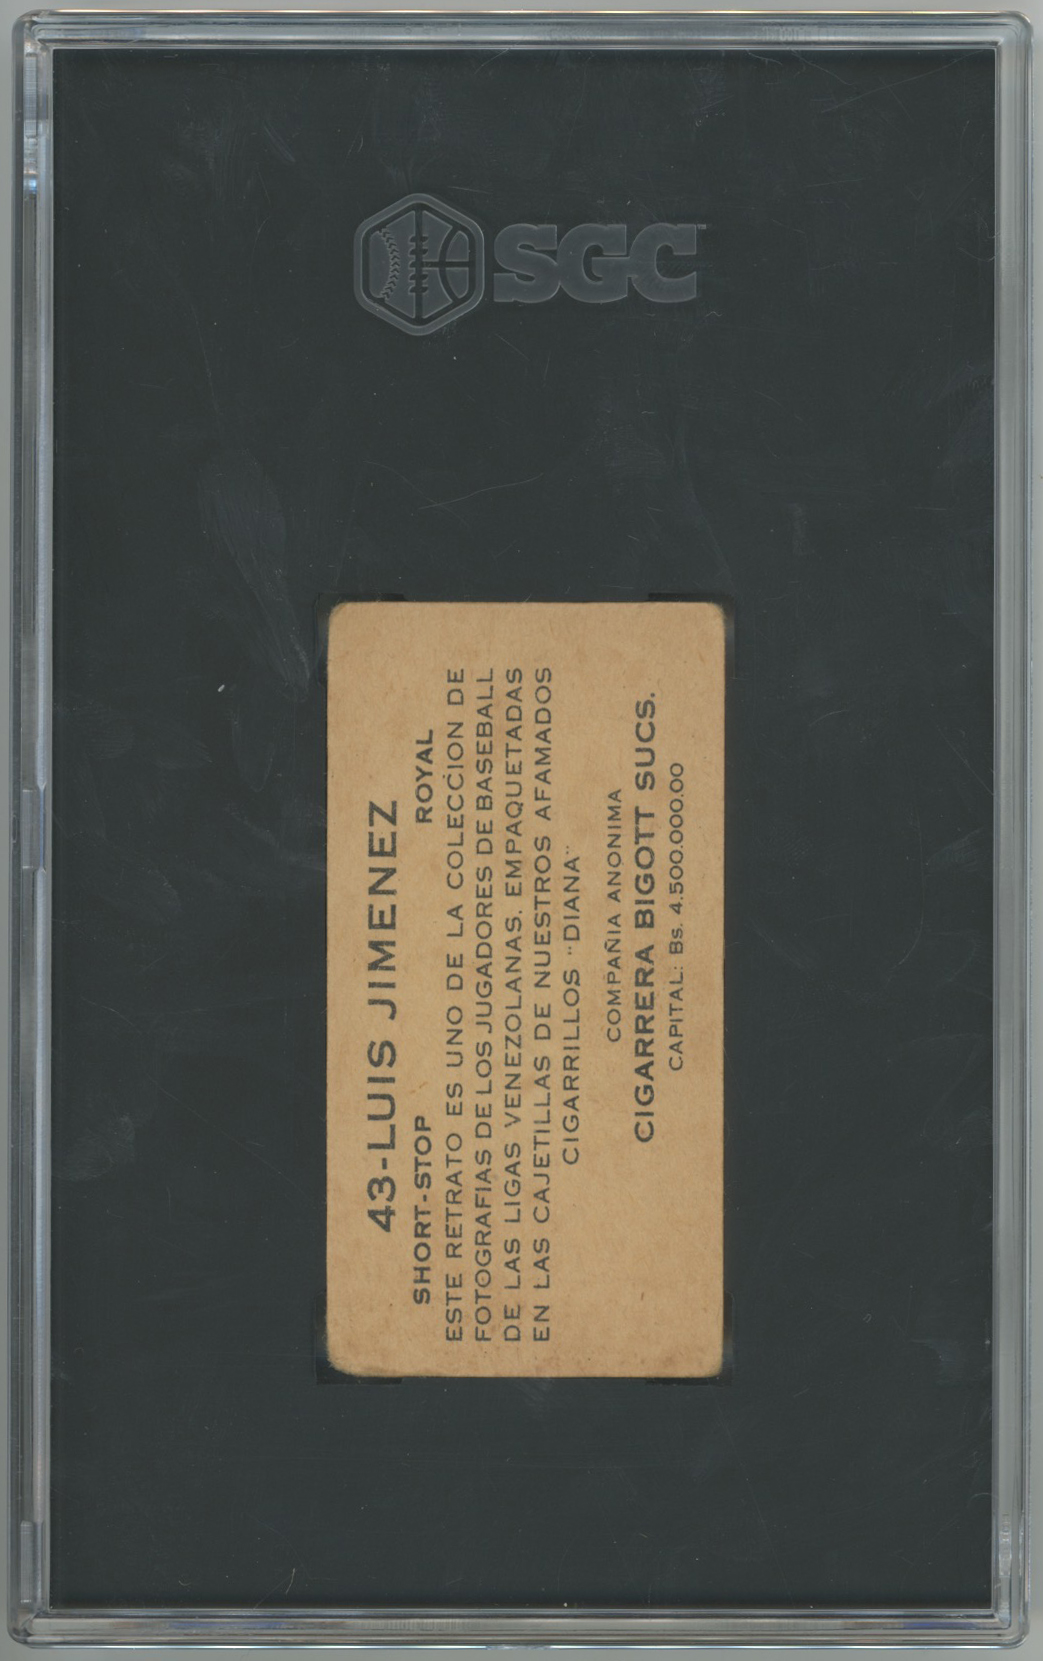 SGC™
43-LUIS JIMENEZ
SHORT-STOP ROYAL
ESTE RETRATO ES UNO DE LA COLECCION DE
FOTOGRAFIAS DE LOS JUGADORES DE BASEBALL
DE LAS LIGAS VENEZOLANAS. EMPAQUETADAS
EN LAS CAJETILLAS DE NUESTROS AFAMADOS
CIGARRILLOS "DIANA"
COMPAÑIA ANONIMA
CIGARRERA BIGOTT SUCS.
CAPITAL: Bs. 4.500.000.00